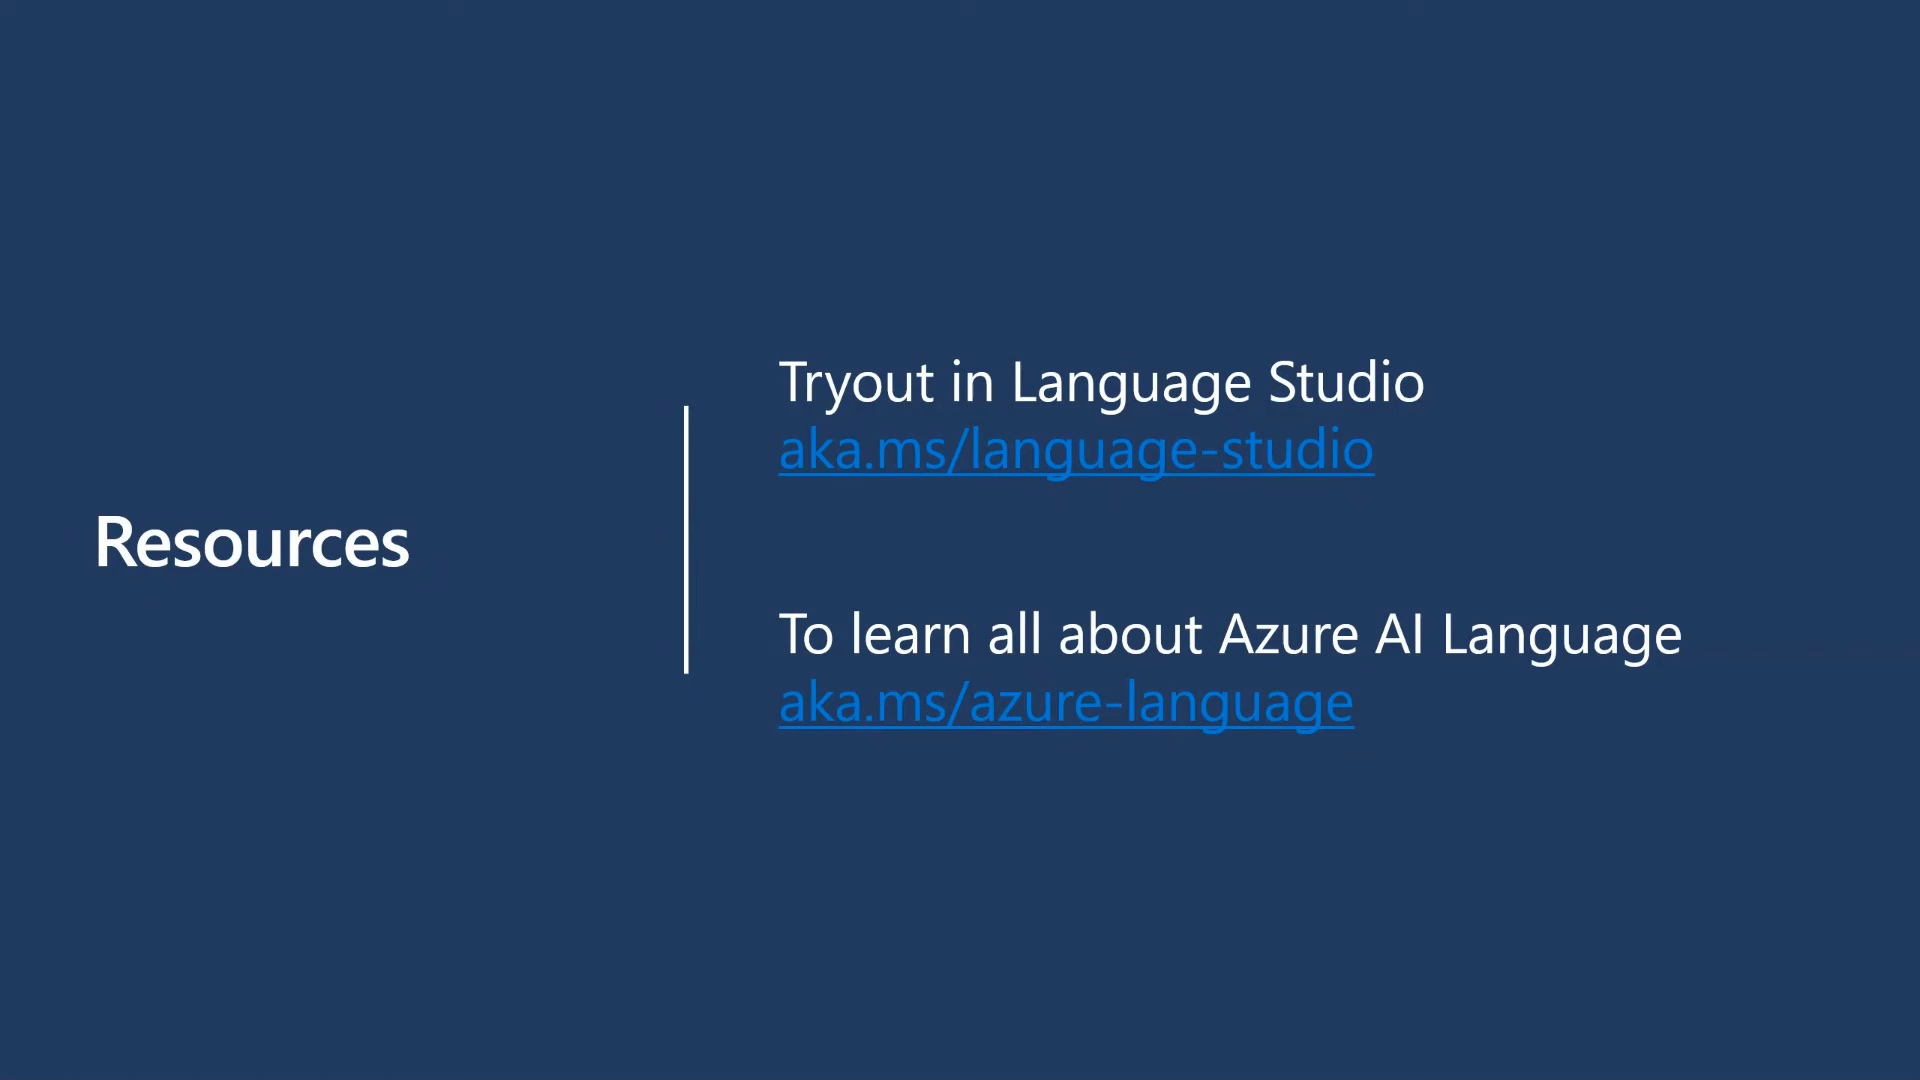 Resources
Tryout in Language Studio
aka.ms/language-studio
To learn all about Azure AI Language
aka.ms/azure-language